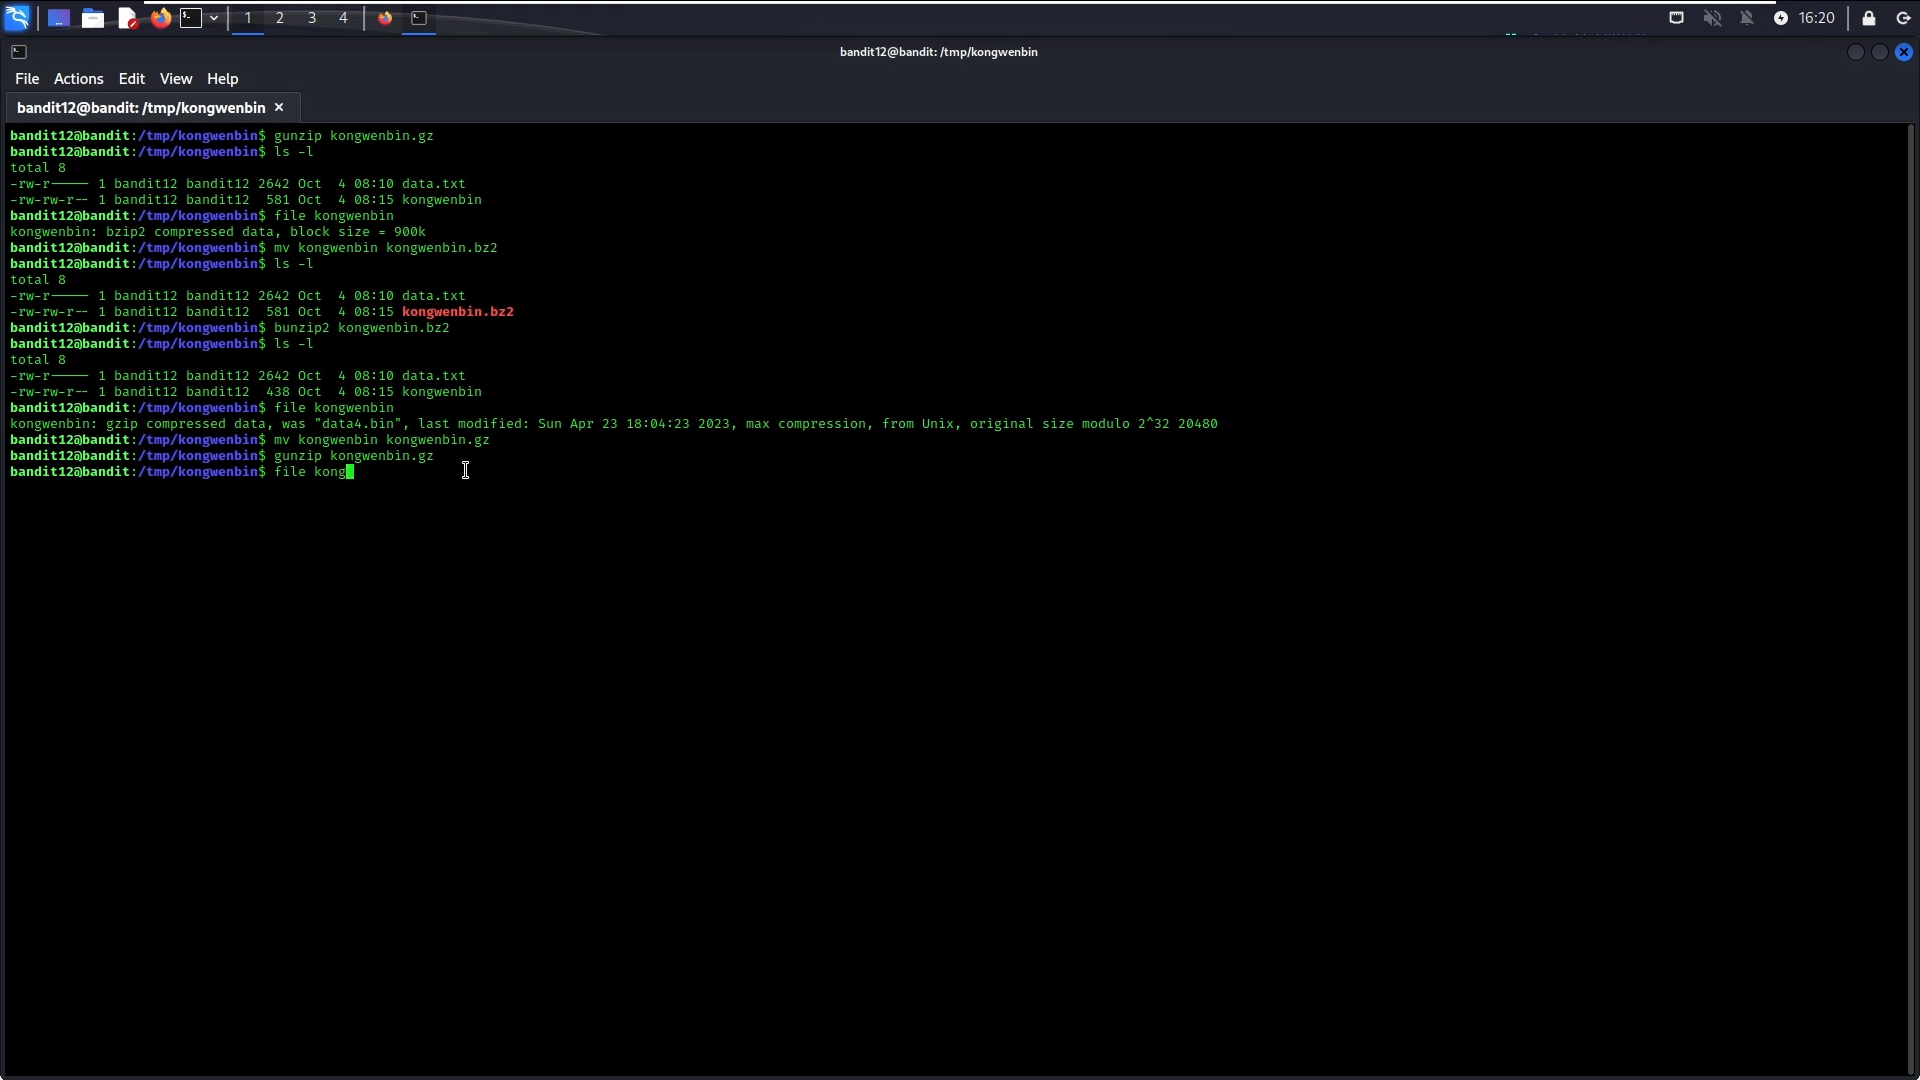 1 2 3 4 16:20
bandit12@bandit: /tmp/kongwenbin
File Actions Edit View Help
bandit12@bandit: /tmp/kongwenbin
bandit12@bandit:/tmp/kongwenbin$ gunzip kongwenbin.gz
bandit12@bandit:/tmp/kongwenbin$ ls -l
total 8
-rw-r----- 1 bandit12 bandit12 2642 Oct  4 08:10 data.txt
-rw-rw-r-- 1 bandit12 bandit12  581 Oct  4 08:15 kongwenbin
bandit12@bandit:/tmp/kongwenbin$ file kongwenbin
kongwenbin: bzip2 compressed data, block size = 900k
bandit12@bandit:/tmp/kongwenbin$ mv kongwenbin kongwenbin.bz2
bandit12@bandit:/tmp/kongwenbin$ ls -l
total 8
-rw-r----- 1 bandit12 bandit12 2642 Oct  4 08:10 data.txt
-rw-rw-r-- 1 bandit12 bandit12  581 Oct  4 08:15 kongwenbin.bz2
bandit12@bandit:/tmp/kongwenbin$ bunzip2 kongwenbin.bz2
bandit12@bandit:/tmp/kongwenbin$ ls -l
total 8
-rw-r----- 1 bandit12 bandit12 2642 Oct  4 08:10 data.txt
-rw-rw-r-- 1 bandit12 bandit12  438 Oct  4 08:15 kongwenbin
bandit12@bandit:/tmp/kongwenbin$ file kongwenbin
kongwenbin: gzip compressed data, was "data4.bin", last modified: Sun Apr 23 18:04:23 2023, max compression, from Unix, original size modulo 2^32 20480
bandit12@bandit:/tmp/kongwenbin$ mv kongwenbin kongwenbin.gz
bandit12@bandit:/tmp/kongwenbin$ gunzip kongwenbin.gz
bandit12@bandit:/tmp/kongwenbin$ file kong